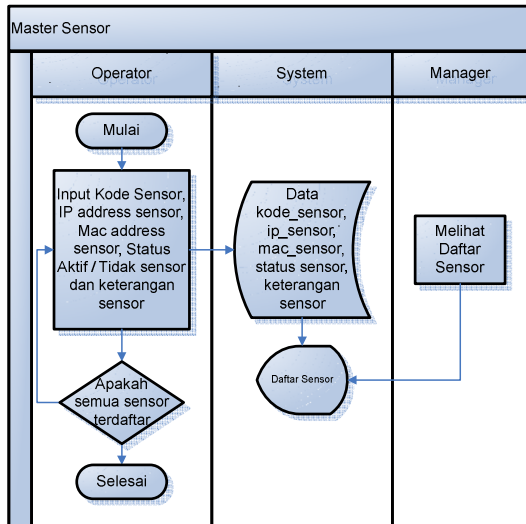 Master Sensor
Operator
System
Manager
Mulai
Input Kode Sensor,
IP address sensor,
Mac address
sensor, Status
Aktif / Tidak sensor
dan keterangan
sensor
Data
kode_sensor,
ip_sensor,
mac_sensor,
status sensor,
keterangan
sensor
Melihat
Daftar
Sensor
Daftar Sensor
Apakah
semua sensor
terdaftar
Selesai